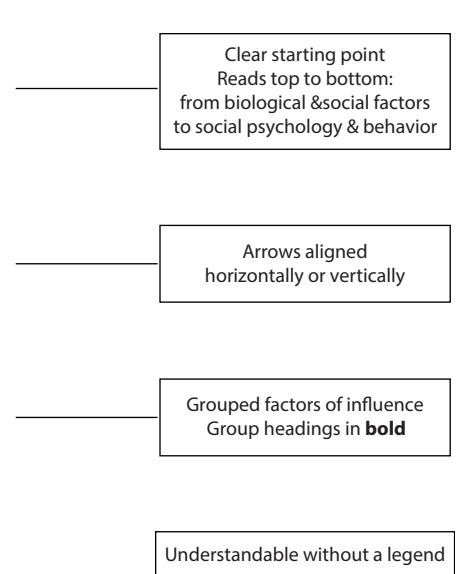 Clear starting point
Reads top to bottom:
from biological &social factors
to social psychology & behavior
Arrows aligned
horizontally or vertically
Grouped factors of influence
Group headings in bold
Understandable without a legend